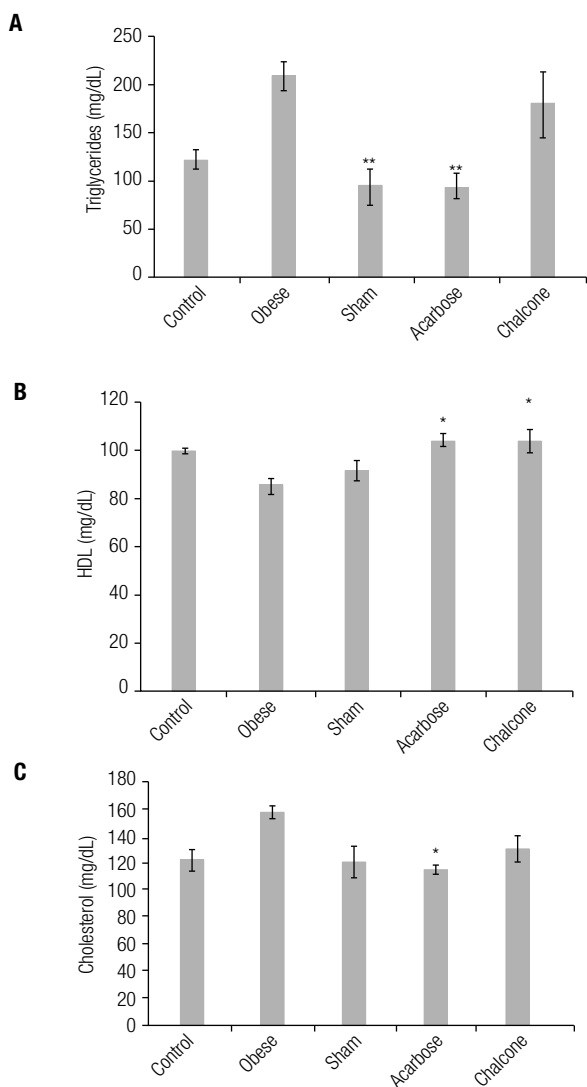 A
Triglycerides (mg/dL)
250
200
150
100
50
0
**
**
Control
Obese
Sham
Acarbose
Chalcone
B
HDL (mg/dL)
120
100
80
60
40
20
0
*
*
Control
Obese
Sham
Acarbose
Chalcone
C
Cholesterol (mg/dL)
180
160
140
120
100
80
60
40
20
0
*
Control
Obese
Sham
Acarbose
Chalcone